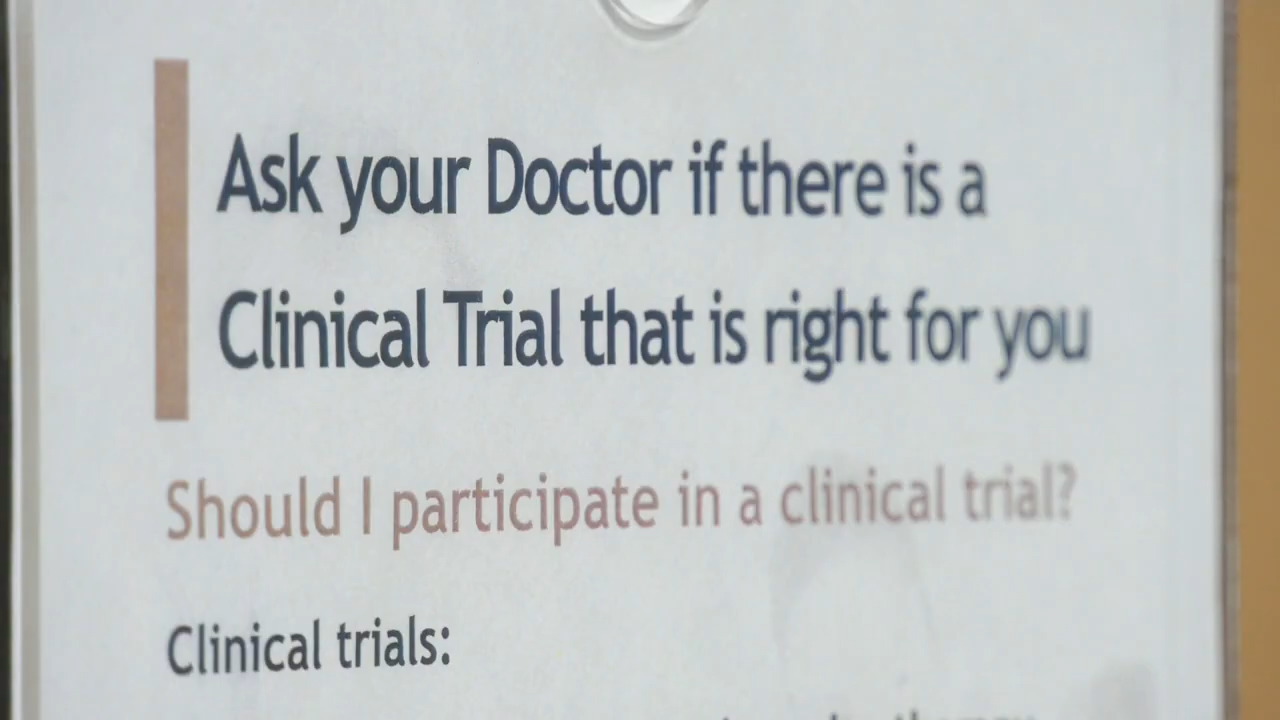 Ask your Doctor if there is a
Clinical Trial that is right for you
Should I participate in a clinical trial?
Clinical trials: